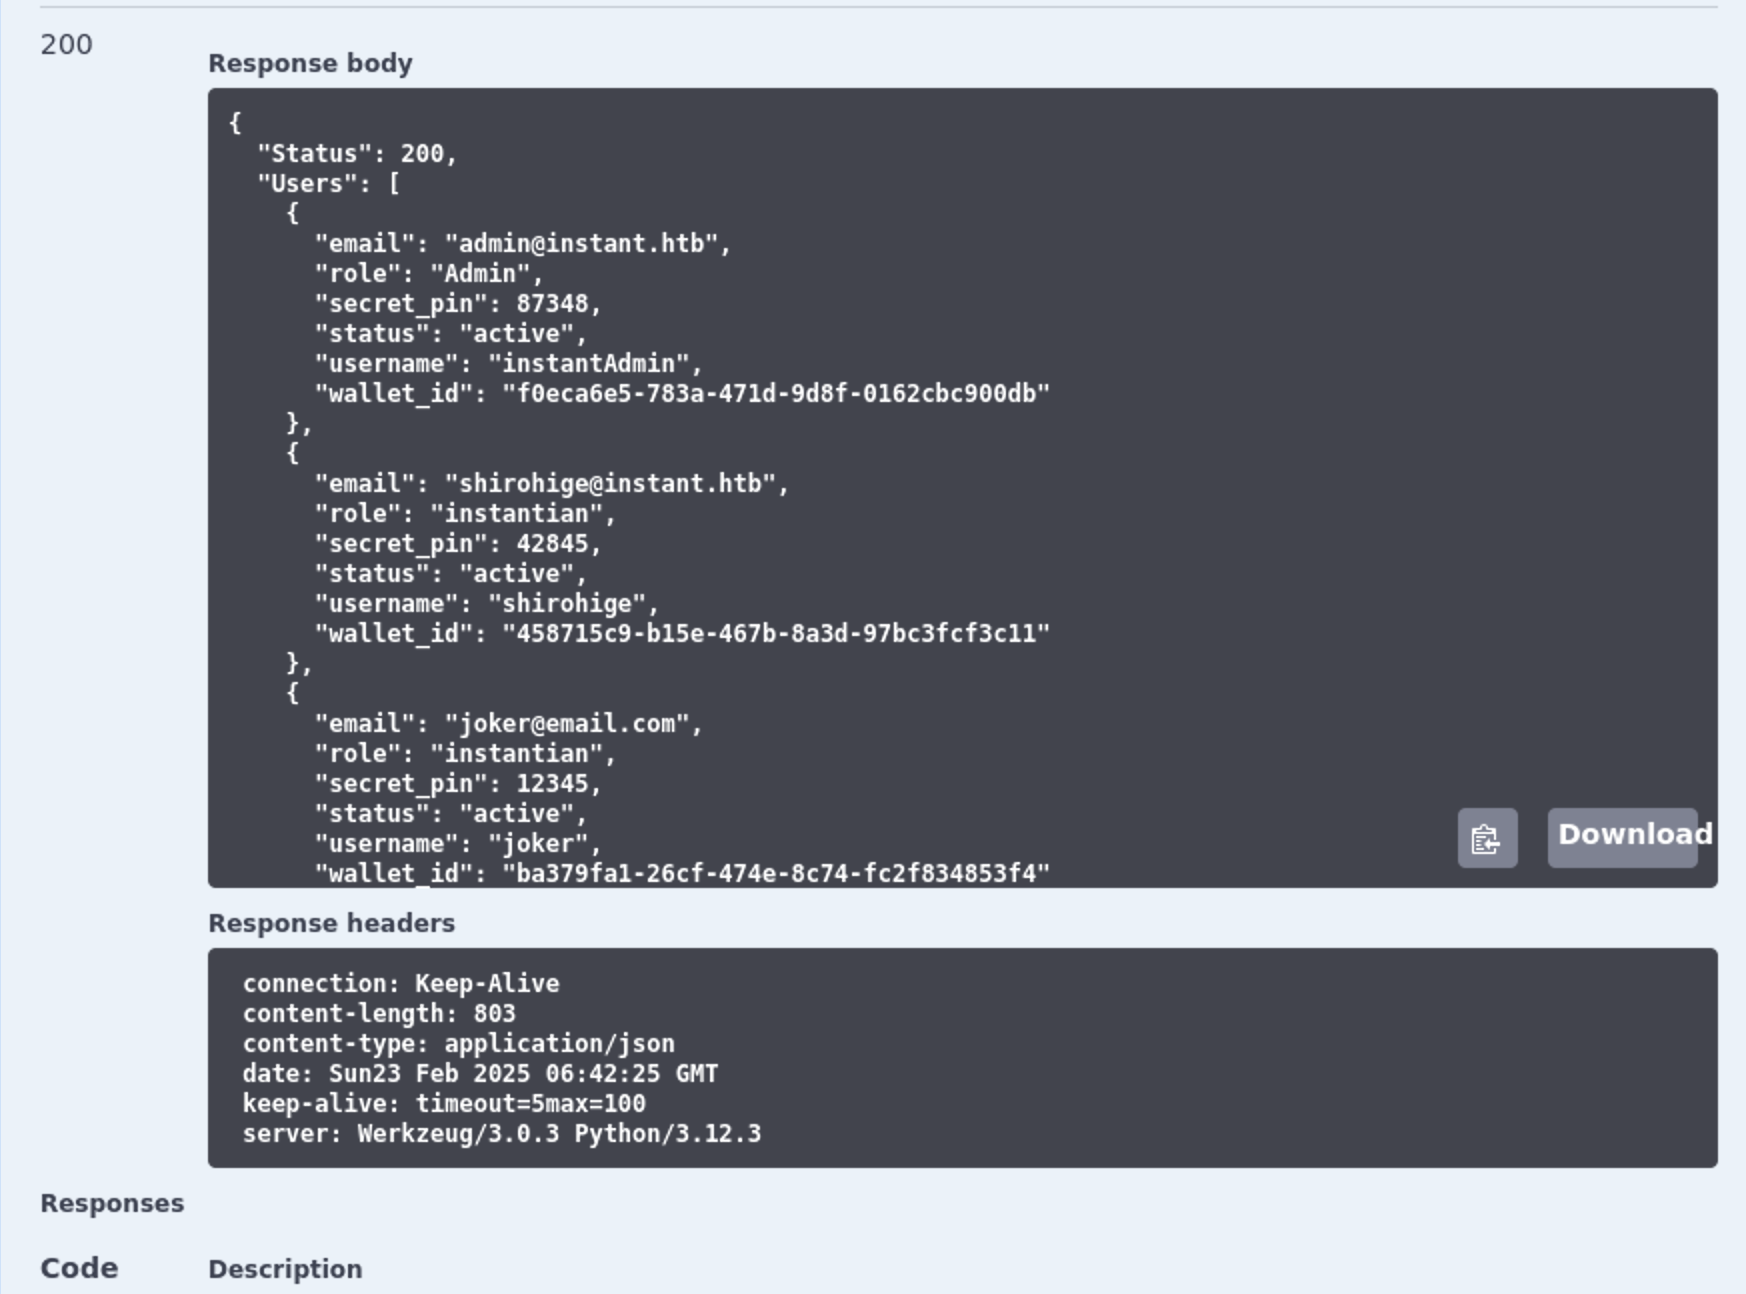 200
Response body
{
  "Status": 200,
  "Users": [
    {
      "email": "admin@instant.htb",
      "role": "Admin",
      "secret_pin": 87348,
      "status": "active",
      "username": "instantAdmin",
      "wallet_id": "f0eca6e5-783a-471d-9d8f-0162cbc900db"
    },
    {
      "email": "shirohige@instant.htb",
      "role": "instantian",
      "secret_pin": 42845,
      "status": "active",
      "username": "shirohige",
      "wallet_id": "458715c9-b15e-467b-8a3d-97bc3fcf3c11"
    },
    {
      "email": "joker@email.com",
      "role": "instantian",
      "secret_pin": 12345,
      "status": "active",
      "username": "joker",
      "wallet_id": "ba379fa1-26cf-474e-8c74-fc2f834853f4"
Download
Response headers
connection: Keep-Alive
content-length: 803
content-type: application/json
date: Sun23 Feb 2025 06:42:25 GMT
keep-alive: timeout=5max=100
server: Werkzeug/3.0.3 Python/3.12.3
Responses
Code Description